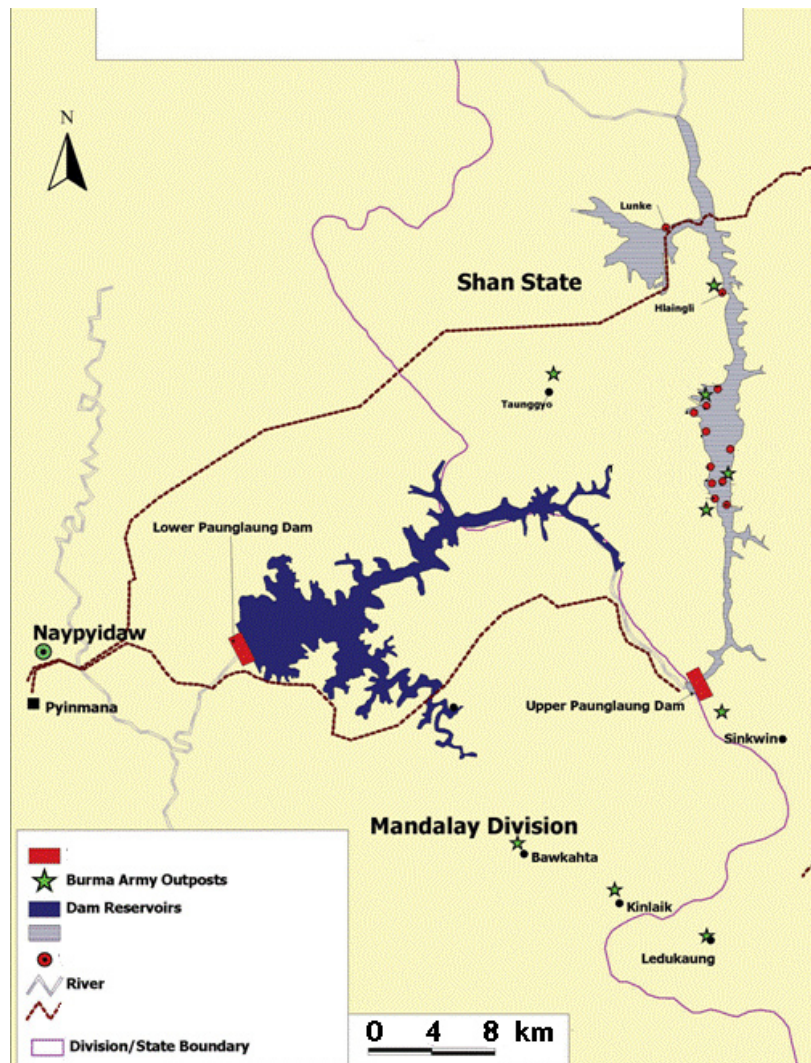 N
Lunke
Shan State
Hlaingli
Taunggyo
Lower Paunglaung Dam
Naypyidaw
Pyinmana
Upper Paunglaung Dam
Sinkwin
Mandalay Division
Bawkahta
Kinlaik
Ledukaung
Burma Army Outposts
Dam Reservoirs
River
Division/State Boundary
0 4 8 km